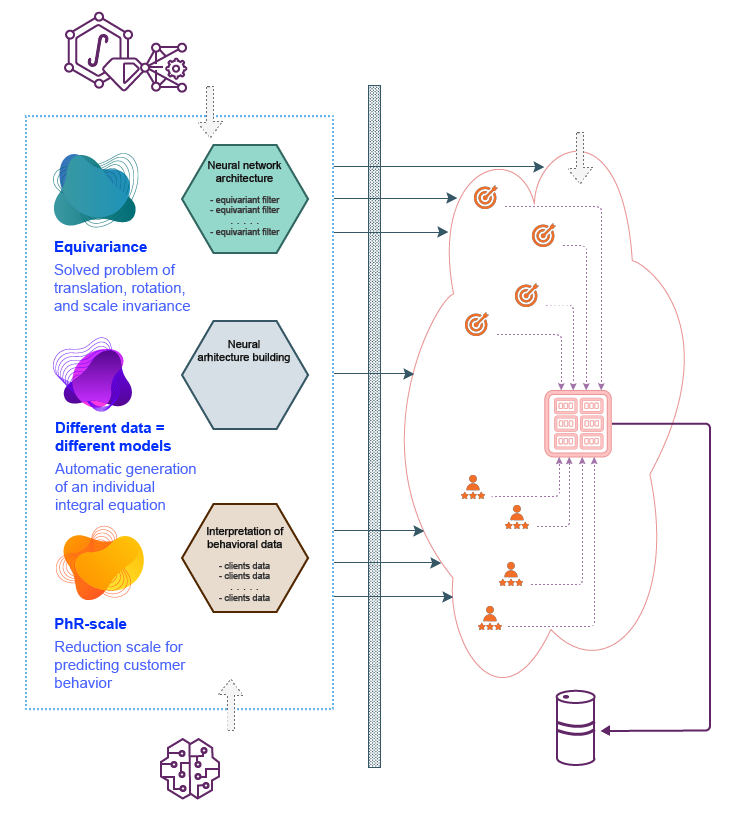 Neural network
architecture
- equivariant filter
- equivariant filter
. . . . .
- equivariant filter
Equivariance
Solved problem of
translation, rotation,
and scale invariance
Neural
arhitecture building
Different data =
different models
Automatic generation
of an individual
integral equation
Interpretation of
behavioral data
- clients data
- clients data
. . . . .
- clients data
PhR-scale
Reduction scale for
predicting customer
behavior